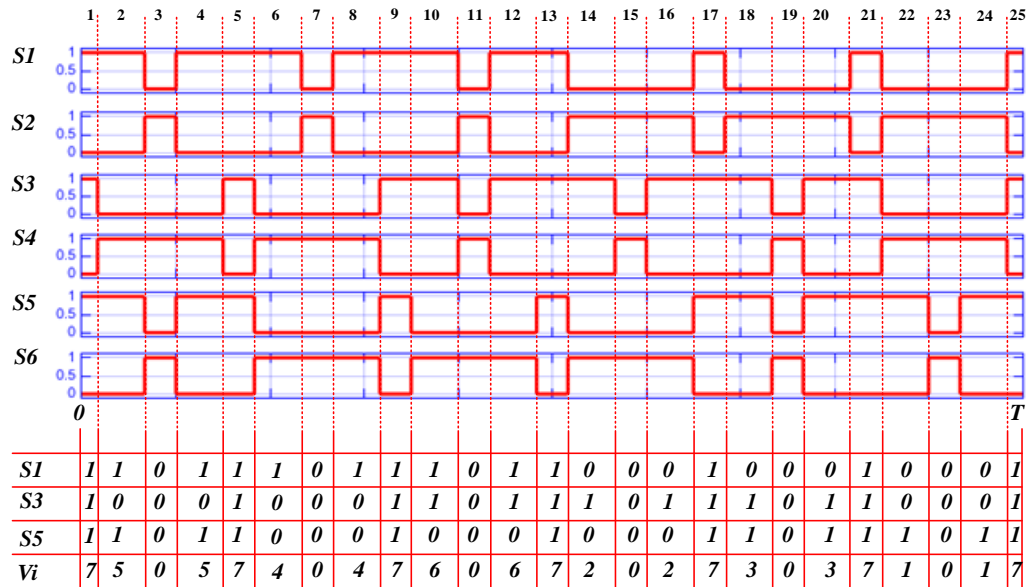 1 2 3 4 5 6 7 8 9 10 11 12 13 14 15 16 17 18 19 20 21 22 23 24 25
S1 1 0.5 0
S2 1 0.5 0
S3 1 0.5 0
S4 1 0.5 0
S5 1 0.5 0
S6 1 0.5 0
0 T
S1 1 1 0 1 1 1 0 1 1 1 0 1 1 0 0 0 1 0 0 0 1 0 0 0 1
S3 1 0 0 0 1 0 0 0 1 1 0 1 1 1 0 1 1 1 0 1 1 0 0 0 1
S5 1 1 0 1 1 0 0 0 1 0 0 0 1 0 0 0 1 1 0 1 1 1 0 1 1
Vi 7 5 0 5 7 4 0 4 7 6 0 6 7 2 0 2 7 3 0 3 7 1 0 1 7